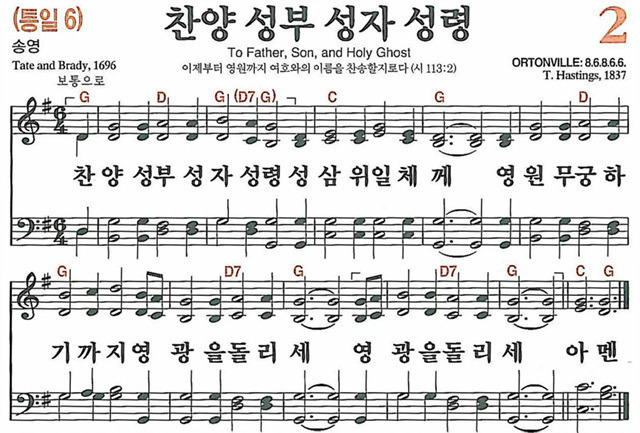 (통일 6)
찬양 성부 성자 성령
2
송영
To Father, Son, and Holy Ghost
Tate and Brady, 1696
이제부터 영원까지 여호와의 이름을 찬송할지로다 (시 113:2)
ORTONVILLE: 8.6.8.6.6.
T. Hastings, 1837
보통으로
G D G (D7 G) C G D
6 4
찬 양 성부 성 자 성령 성 삼 위일 체 께 영 원 무궁 하
6 4
G D7 G D7 G C G
기 까 지 영 광 을 돌 리 세 영 광 을 돌 리 세 아 멘